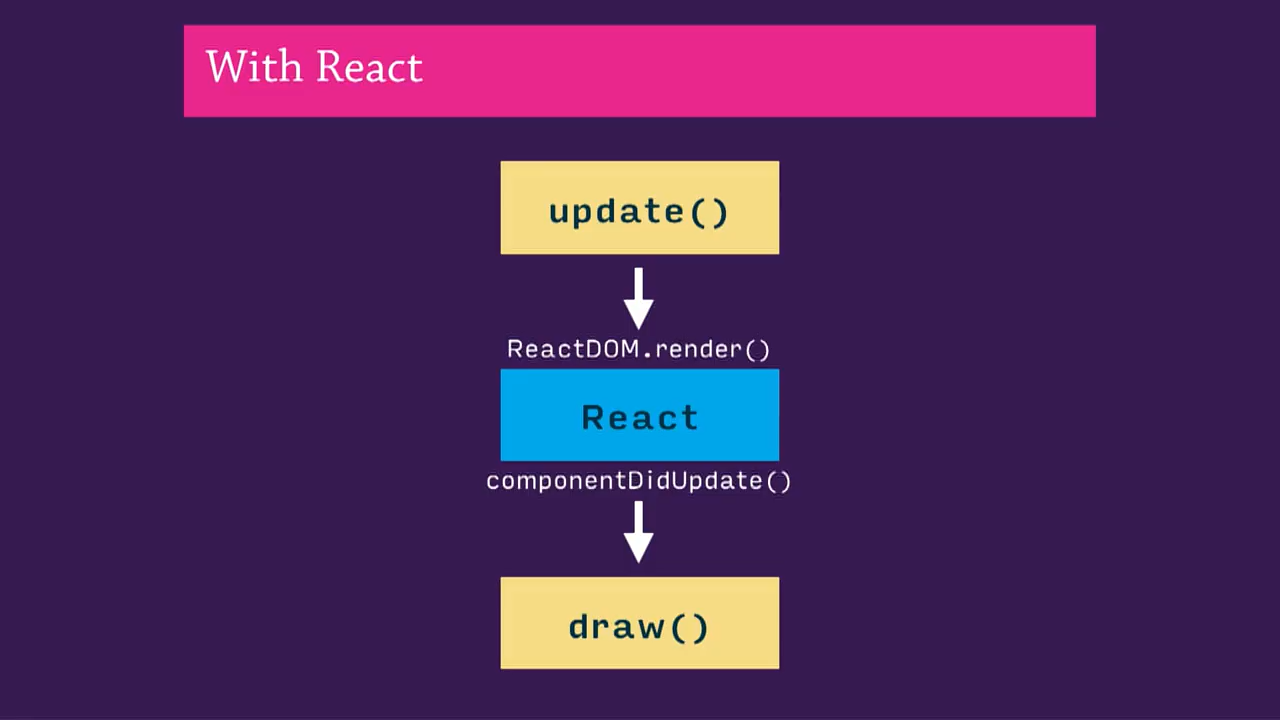 With React
update()
ReactDOM.render()
React
componentDidUpdate()
draw()